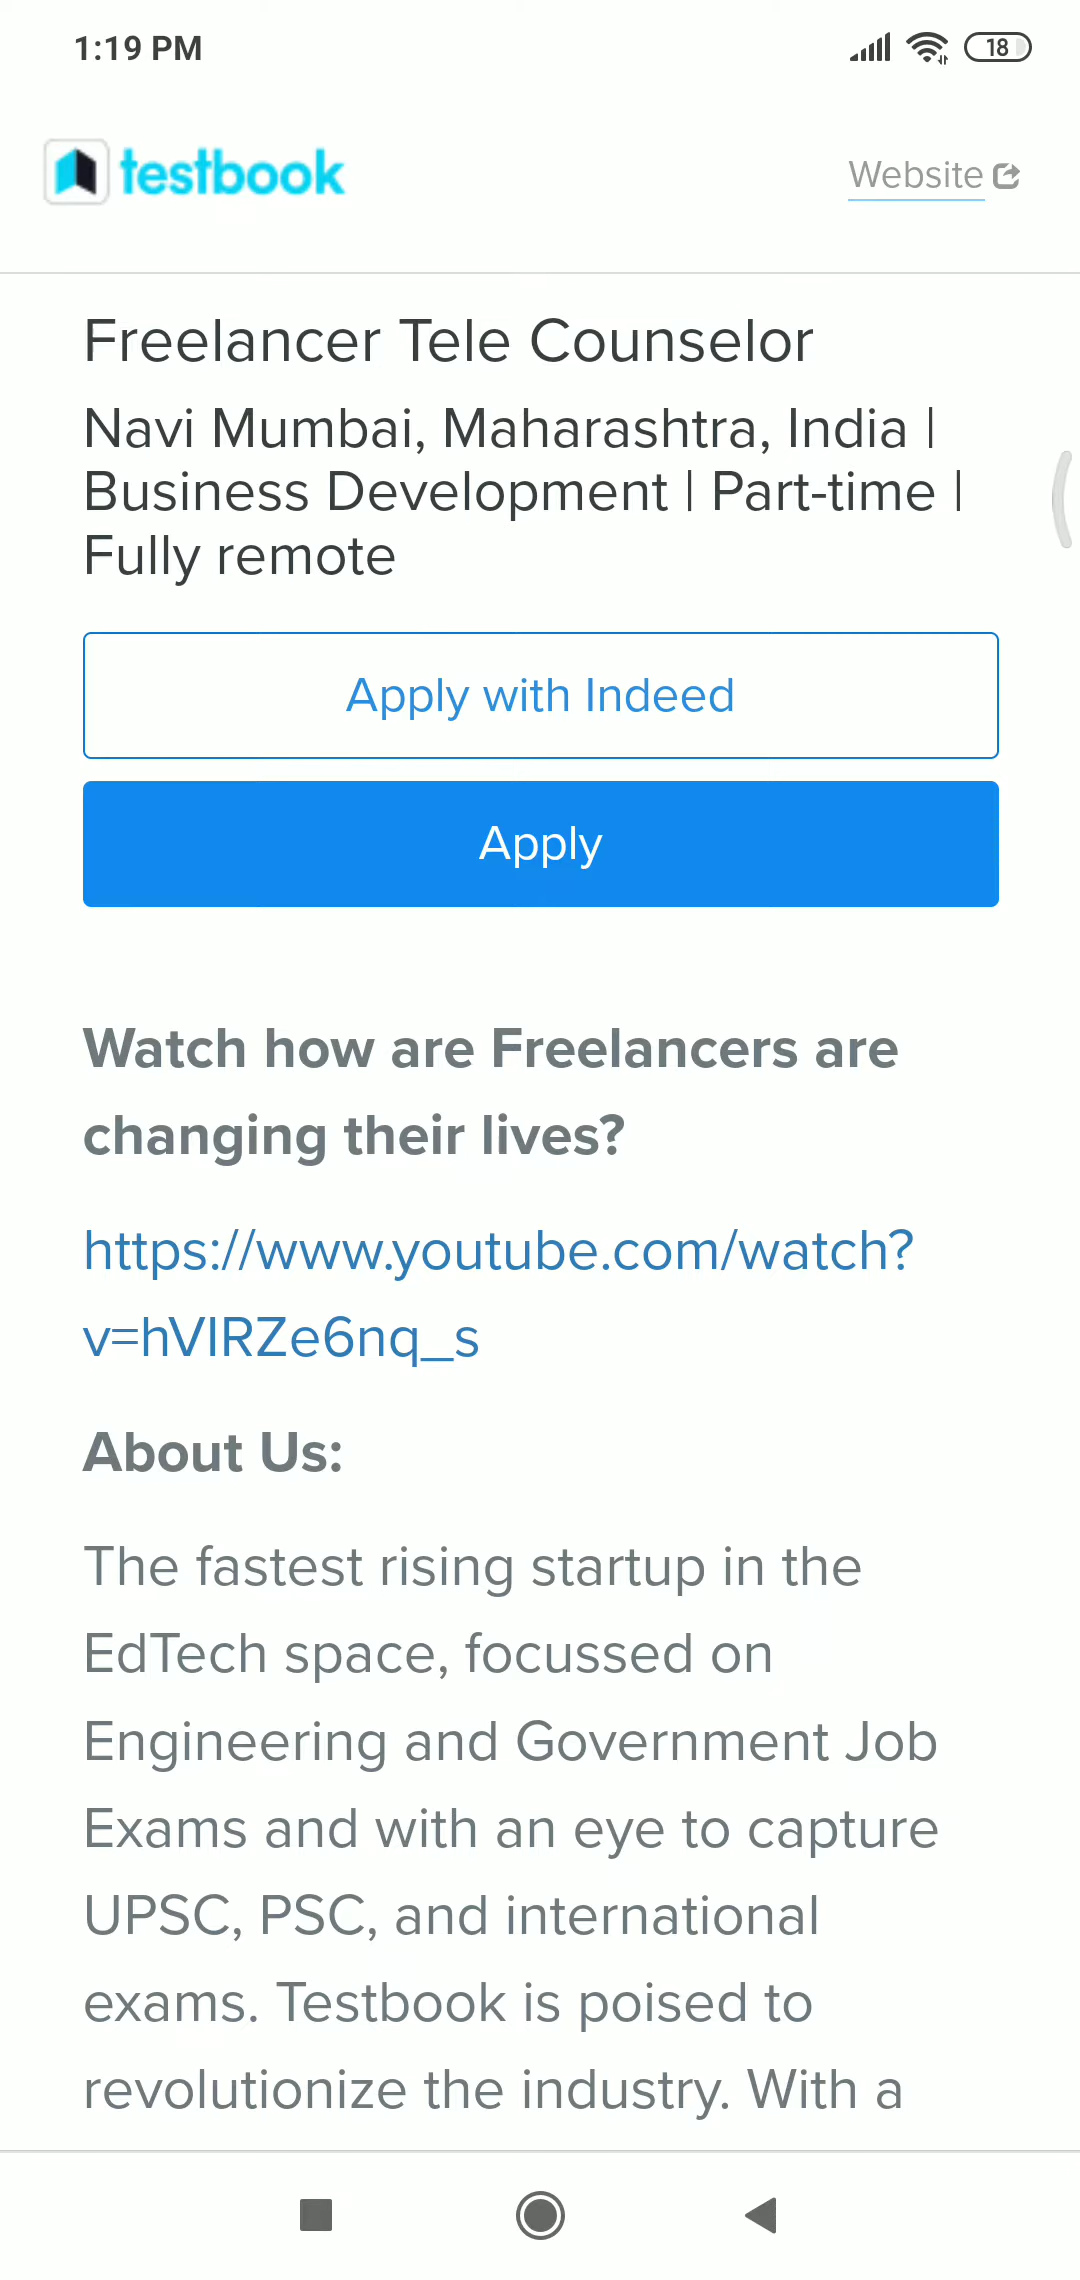 1:19 PM
18
testbook
Website
Freelancer Tele Counselor
Navi Mumbai, Maharashtra, India |
Business Development | Part-time |
Fully remote
Apply with Indeed
Apply
Watch how are Freelancers are
changing their lives?
https://www.youtube.com/watch?
v=hVIRZe6nq_s
About Us:
The fastest rising startup in the
EdTech space, focussed on
Engineering and Government Job
Exams and with an eye to capture
UPSC, PSC, and international
exams. Testbook is poised to
revolutionize the industry. With a